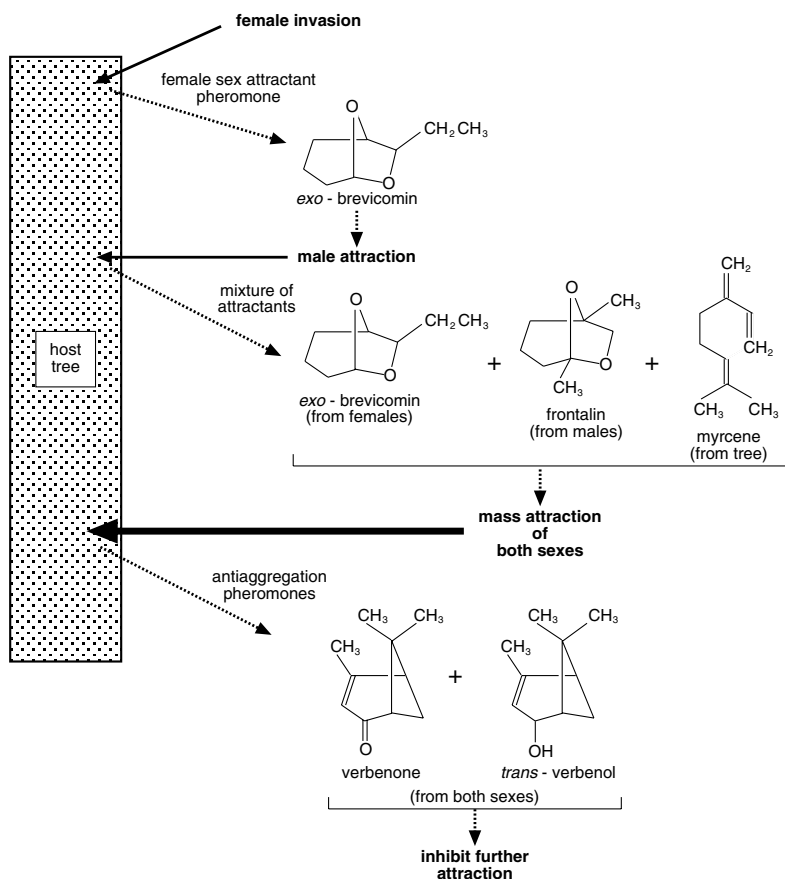 female invasion
female sex attractant
pheromone
O
CH₂CH₃
O
exo - brevicomin
male attraction
mixture of
attractants
host
tree
O
CH₂CH₃
O
exo - brevicomin
(from females)
+
O
CH₃
O
CH₃
frontalin
(from males)
+
CH₂
CH₂
CH₃
CH₃
myrcene
(from tree)
mass attraction
of
both sexes
antiaggregation
pheromones
CH₃
CH₃
CH₃
O
verbenone
+
CH₃
CH₃
CH₃
OH
trans - verbenol
(from both sexes)
inhibit further
attraction